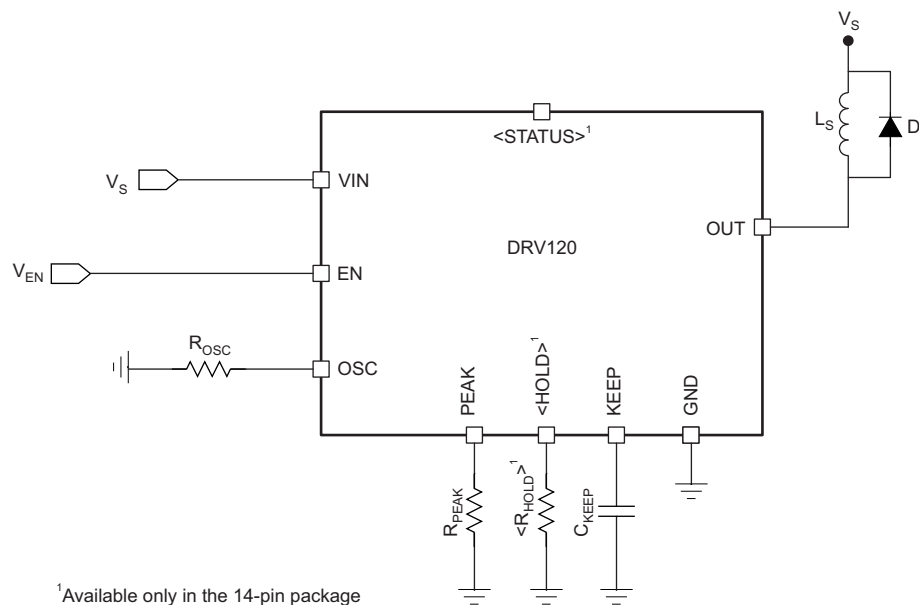 V_S
L_S
D
<STATUS>¹
V_S
VIN
OUT
DRV120
V_EN
EN
R_OSC
OSC
PEAK
<HOLD>¹
KEEP
GND
R_PEAK
<R_HOLD>¹
C_KEEP
¹Available only in the 14-pin package